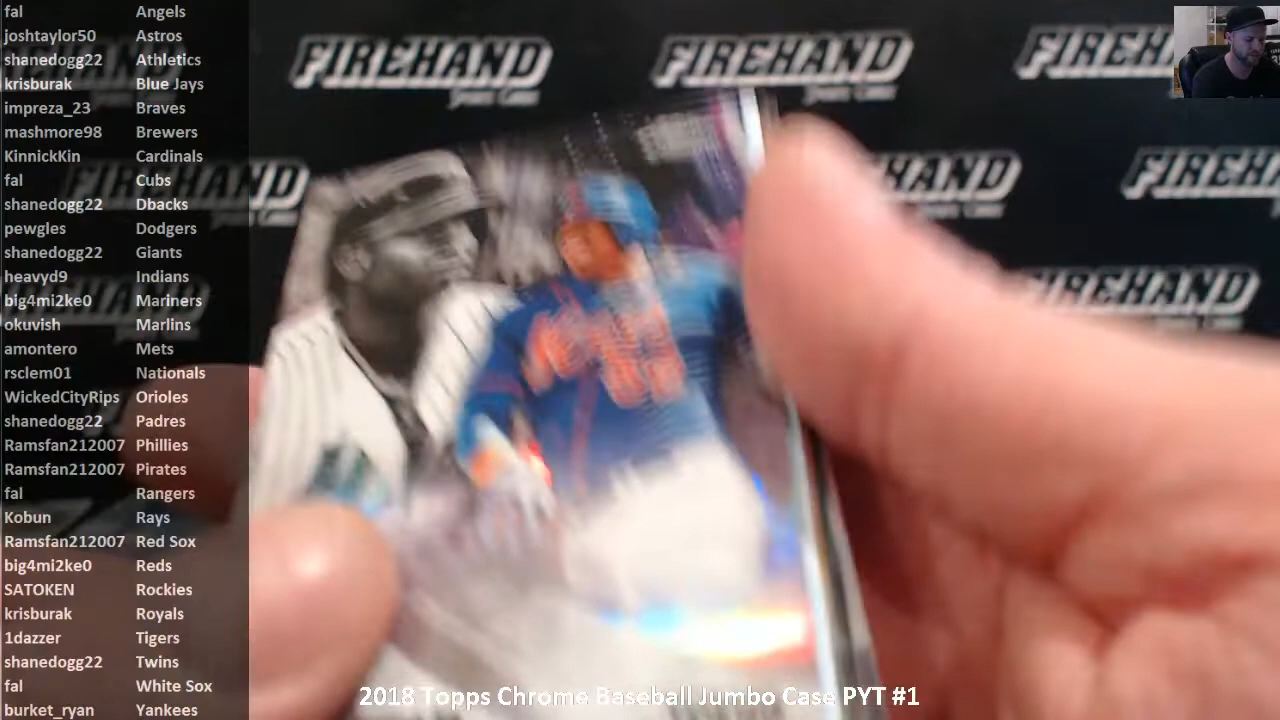 fal Angels
joshtaylor50 Astros
shanedogg22 Athletics
krisburak Blue Jays
impreza_23 Braves
mashmore98 Brewers
KinnickKin Cardinals
fal Cubs
shanedogg22 Dbacks
pewgles Dodgers
shanedogg22 Giants
heavyd9 Indians
big4mi2ke0 Mariners
okuvish Marlins
amontero Mets
rsclem01 Nationals
WickedCityRips Orioles
shanedogg22 Padres
Ramsfan212007 Phillies
Ramsfan212007 Pirates
fal Rangers
Kobun Rays
Ramsfan212007 Red Sox
big4mi2ke0 Reds
SATOKEN Rockies
krisburak Royals
1dazzer Tigers
shanedogg22 Twins
fal White Sox
burket_ryan Yankees
FIREHAND
FIREHAND
FIREHAND
FIREHAND
FIREHAND
FIREHAND
FIREHAND
2018 Topps Chrome Baseball Jumbo Case PYT #1